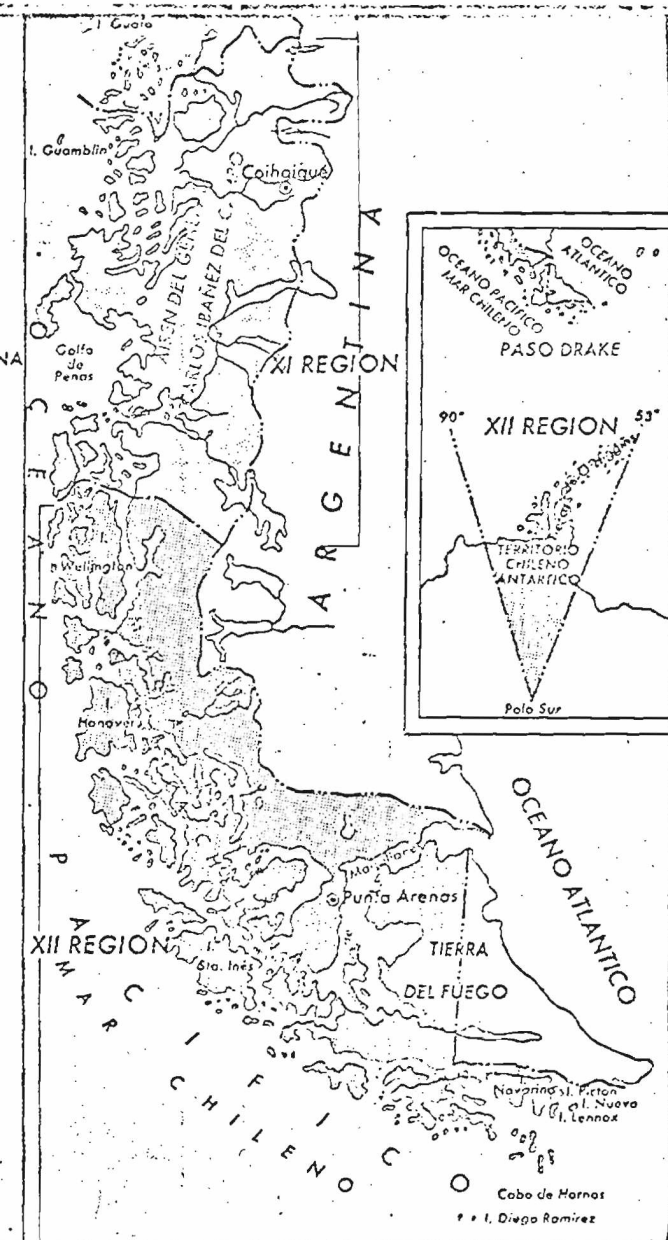 I. Guafo
I. Guamblin
Coihaique
AISEN DEL GEN.
CARLOS IBAÑEZ DEL C.
NA
Golfo
de
Penas
XI REGION
ARGENTINA
OCEANO
I.
Wellington
I.
Hanover
PACIFICO
MAR CHILENO
XII REGION
I.
Sta. Inés
Magallanes
Punta Arenas
TIERRA
DEL FUEGO
OCEANO ATLANTICO
Navarino
I. Picton
I. Nueva
I. Lennox
Cabo de Hornos
I. Diego Ramirez
OCEANO
ATLANTICO
OCEANO PACIFICO
MAR CHILENO
PASO DRAKE
90°
53°
XII REGION
TERRITORIO
CHILENO
ANTARTICO
Polo Sur